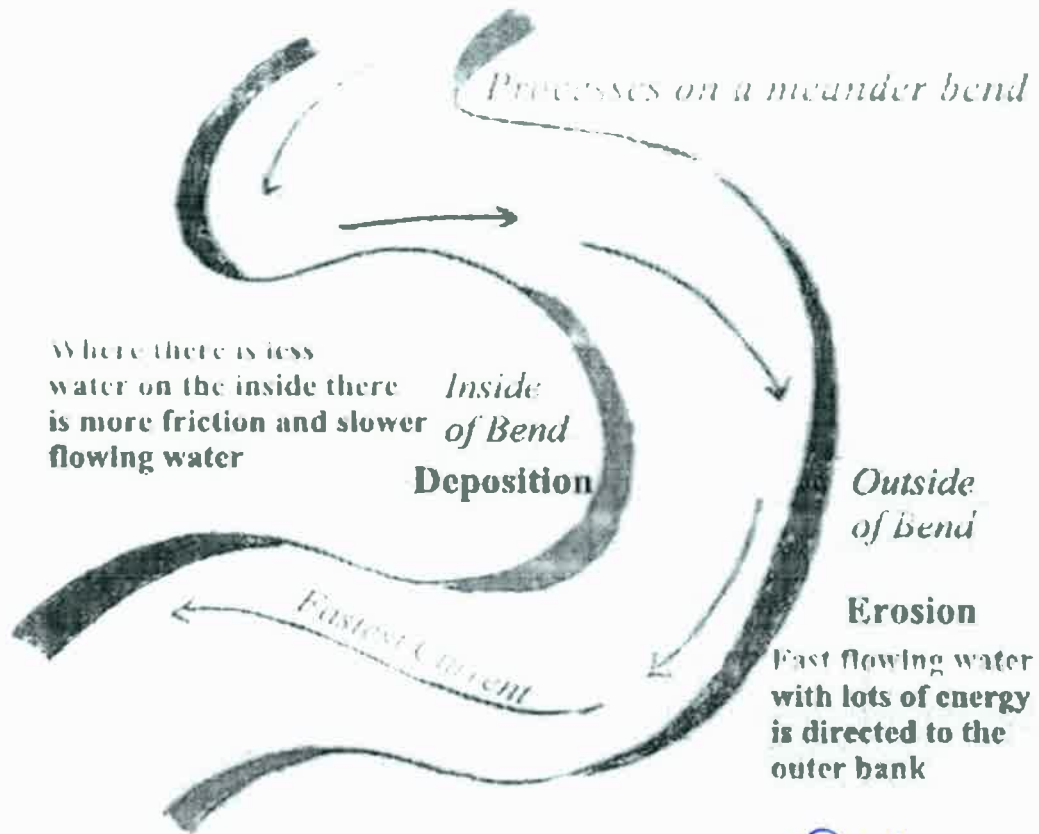 Processes on a meander bend
Where there is less
water on the inside there
is more friction and slower
flowing water
Inside
of Bend
Deposition
Outside
of Bend
Erosion
Fast flowing water
with lots of energy
is directed to the
outer bank
Fastest Current